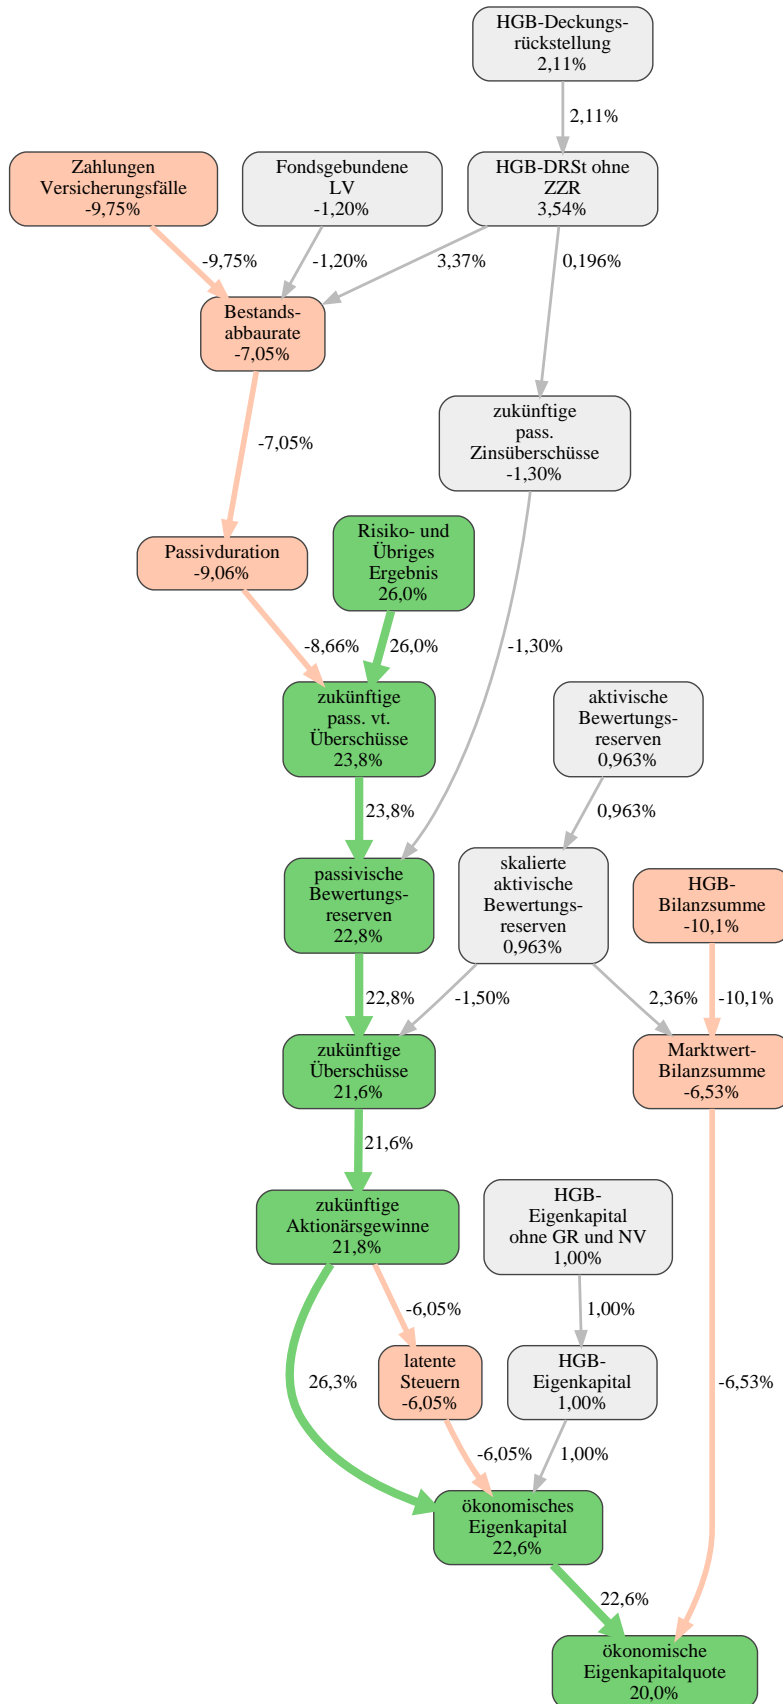 HGB-Deckungs-
rückstellung
2,11%
2,11%
Zahlungen
Versicherungsfälle
-9,75%
Fondsgebundene
LV
-1,20%
HGB-DRSt ohne
ZZR
3,54%
-9,75%
-1,20%
3,37%
0,196%
Bestands-
abbaurate
-7,05%
-7,05%
zukünftige
pass.
Zinsüberschüsse
-1,30%
Passivduration
-9,06%
Risiko- und
Übriges
Ergebnis
26,0%
-8,66%
26,0%
-1,30%
zukünftige
pass. vt.
Überschüsse
23,8%
aktivische
Bewertungs-
reserven
0,963%
23,8%
0,963%
passivische
Bewertungs-
reserven
22,8%
skalierte
aktivische
Bewertungs-
reserven
0,963%
HGB-
Bilanzsumme
-10,1%
22,8%
-1,50%
2,36%
-10,1%
zukünftige
Überschüsse
21,6%
Marktwert-
Bilanzsumme
-6,53%
21,6%
zukünftige
Aktionärsgewinne
21,8%
HGB-
Eigenkapital
ohne GR und NV
1,00%
-6,05%
1,00%
26,3%
latente
Steuern
-6,05%
HGB-
Eigenkapital
1,00%
-6,53%
-6,05%
1,00%
ökonomisches
Eigenkapital
22,6%
22,6%
ökonomische
Eigenkapitalquote
20,0%